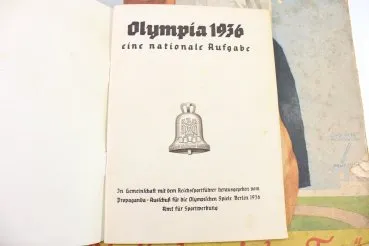 Olympia 1936
eine nationale Aufgabe
In Gemeinschaft mit dem Reichssportführer herausgegeben vom
Propaganda-Ausschuß für die Olympischen Spiele Berlin 1936
Amt für Sportwerbung